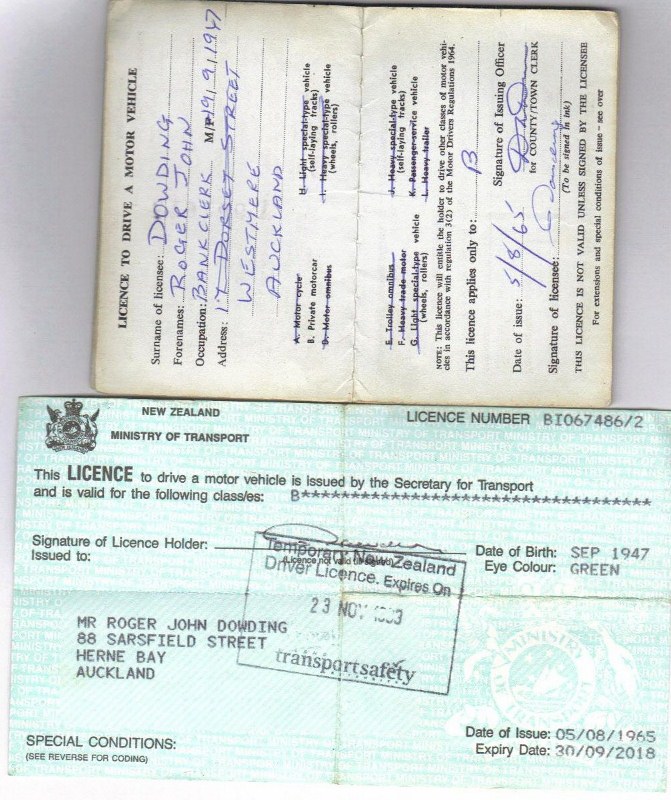 LICENCE TO DRIVE A MOTOR VEHICLE
Surname of licensee: DOWDING
Forenames: ROGER JOHN
Occupation: BANKCLERK M/F 19/9/1947
Address: 17 DORSET STREET
WESTMERE
AUCKLAND
A. Motor cycle
B. Private motorcar
D. Motor omnibus
H. Light special-type vehicle
(self-laying tracks)
I. Heavy special-type vehicle
(wheels, rollers)
E. Trolley omnibus
F. Heavy trade motor
G. Light special-type vehicle
(wheels, rollers)
J. Heavy special-type vehicle
(self-laying tracks)
K. Passenger-service vehicle
L. Heavy trailer
NOTE: This licence will entitle the holder to drive other classes of motor vehi-
cles in accordance with regulation 3(2) of the Motor Drivers Regulations 1964.
This licence applies only to: B
Signature of Issuing Officer
Date of issue: 5/8/65
for COUNTY/TOWN CLERK
Signature of licensee:
(To be signed in ink)
THIS LICENCE IS NOT VALID UNLESS SIGNED BY THE LICENSEE
For extensions and special conditions of issue - see over
NEW ZEALAND
MINISTRY OF TRANSPORT
LICENCE NUMBER BI067486/2
This LICENCE to drive a motor vehicle is issued by the Secretary for Transport
and is valid for the following class/es: B***********************************
Signature of Licence Holder:
(Licence not valid til signed)
Date of Birth: SEP 1947
Issued to:
Eye Colour: GREEN
Temporary New Zealand
Driver Licence. Expires On
23 NOV
transportsafety
MR ROGER JOHN DOWDING
88 SARSFIELD STREET
HERNE BAY
AUCKLAND
MINISTRY OF TRANSPORT
Date of Issue: 05/08/1965
Expiry Date: 30/09/2018
SPECIAL CONDITIONS:
(SEE REVERSE FOR CODING)